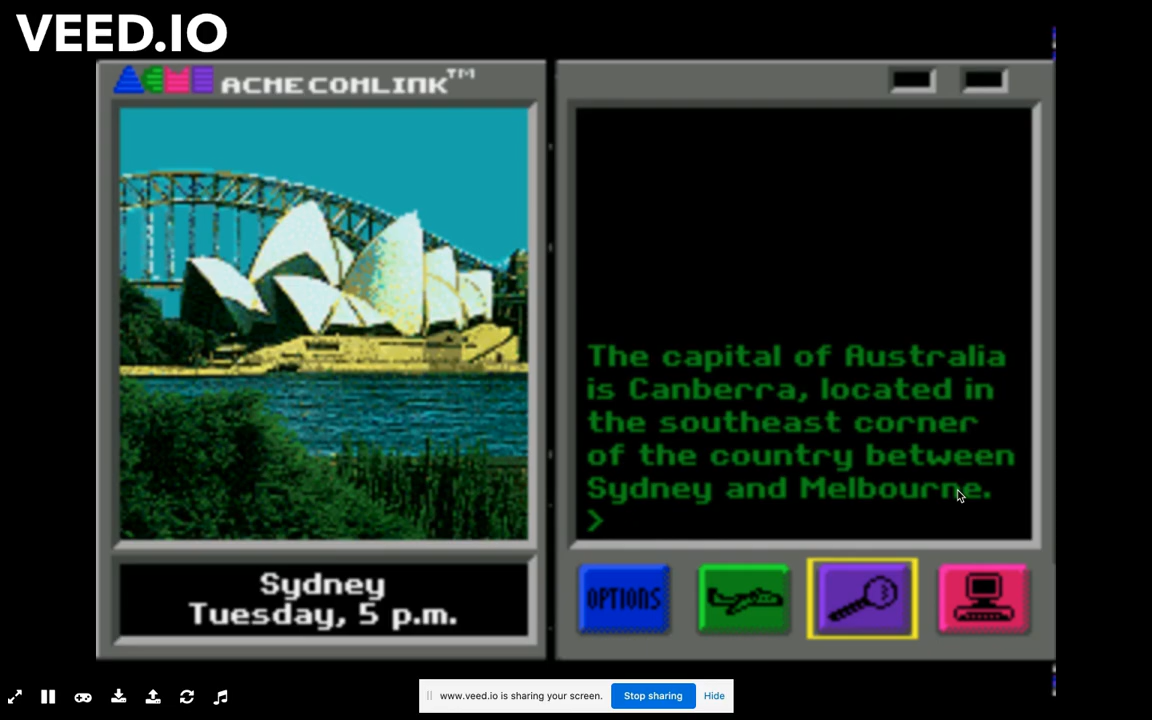 VEED.IO
ACME ACME COMLINK™
The capital of Australia
is Canberra, located in
the southeast corner
of the country between
Sydney and Melbourne.
>
Sydney
Tuesday, 5 p.m.
OPTIONS
www.veed.io is sharing your screen. Stop sharing Hide